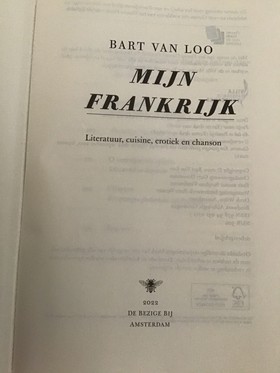 BART VAN LOO
MIJN
FRANKRIJK
Literatuur, cuisine, erotiek en chanson
2022
DE BEZIGE BIJ
AMSTERDAM